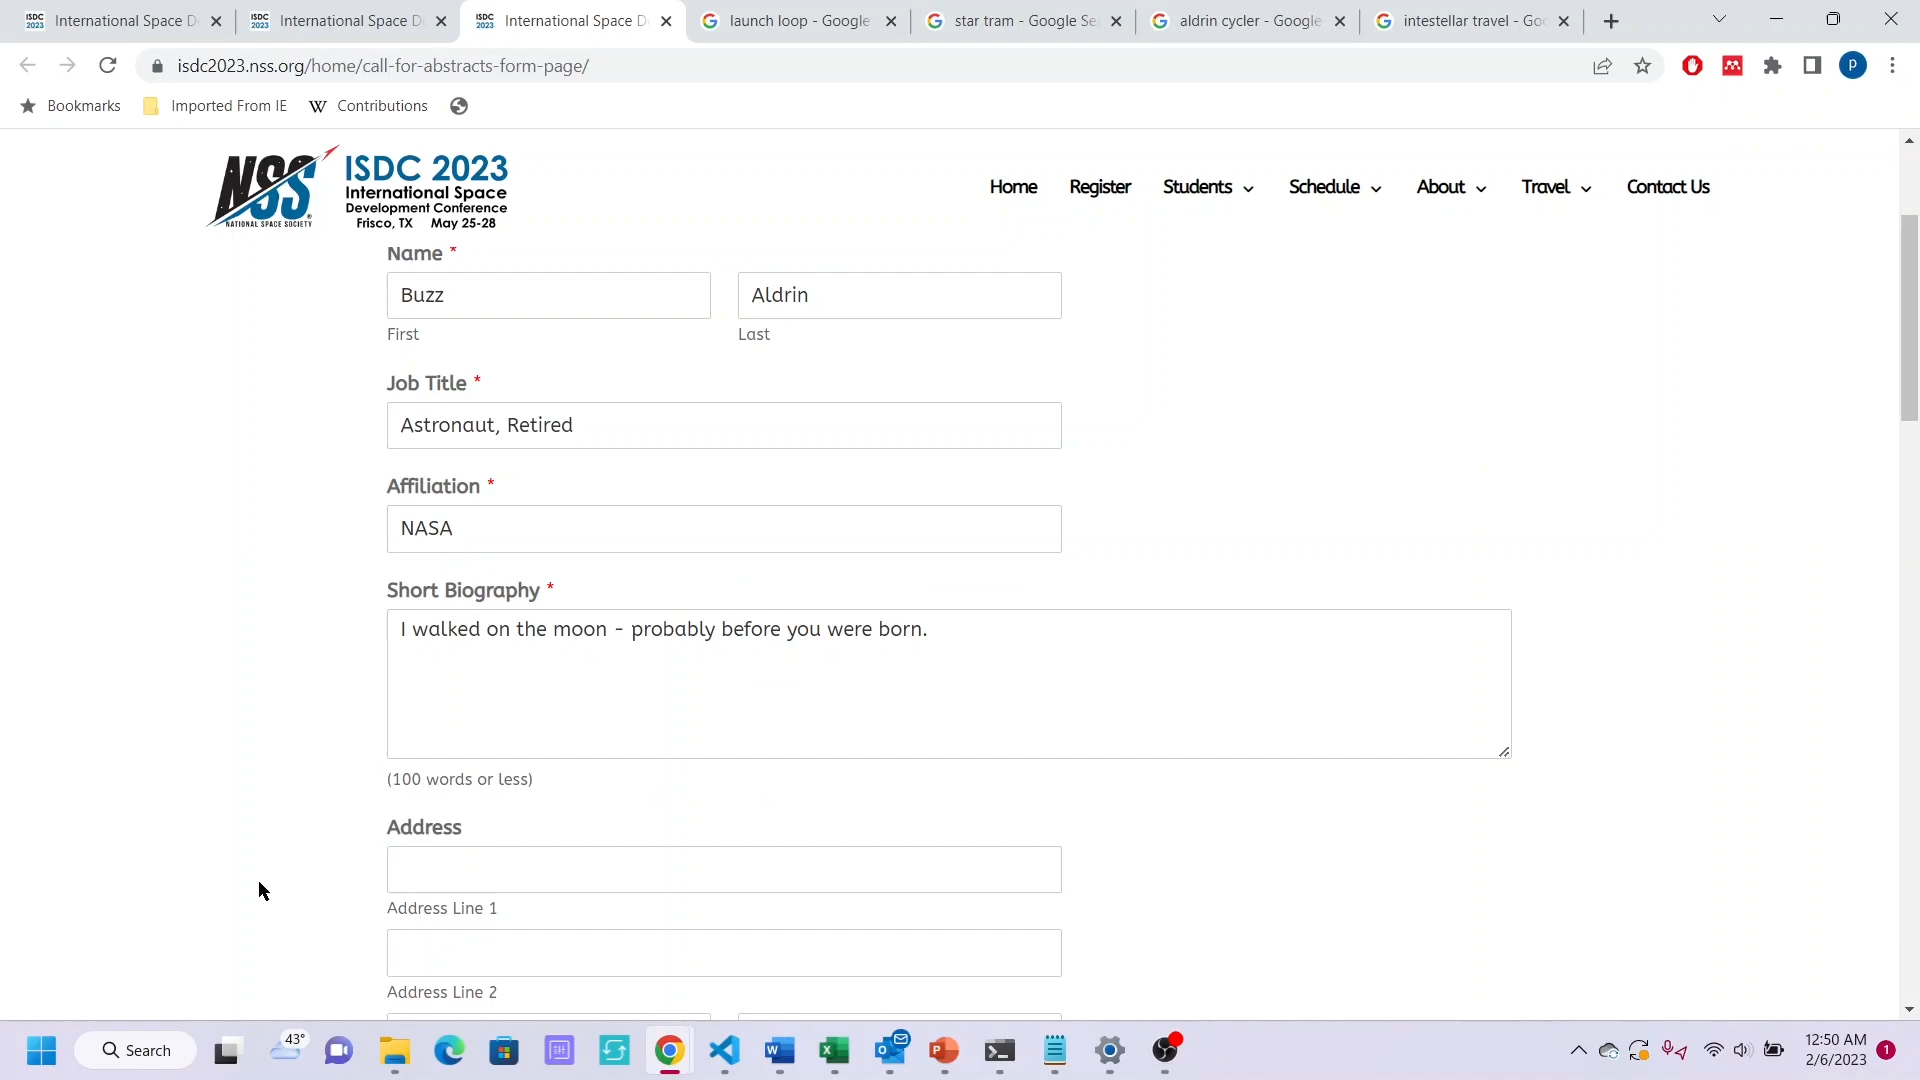 International Space D
International Space D
International Space D
launch loop - Google
star tram - Google Se
aldrin cycler - Google
intestellar travel - Goo
isdc2023.nss.org/home/call-for-abstracts-form-page/
P
Bookmarks
Imported From IE
W Contributions
NSS
NATIONAL SPACE SOCIETY
ISDC 2023
International Space
Development Conference
Frisco, TX May 25-28
Home
Register
Students
Schedule
About
Travel
Contact Us
Name *
Buzz
Aldrin
First
Last
Job Title *
Astronaut, Retired
Affiliation *
NASA
Short Biography *
I walked on the moon - probably before you were born.
(100 words or less)
Address
Address Line 1
Address Line 2
Search
43°
12:50 AM
2/6/2023
1